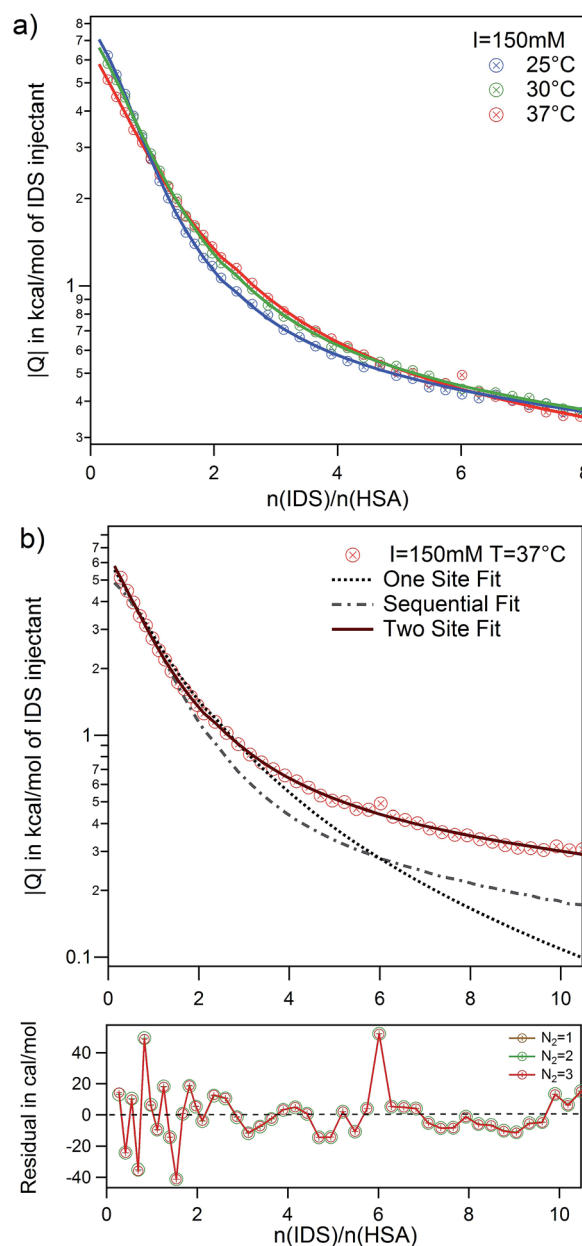 a)
I=150mM
25°C
30°C
37°C
|Q| in kcal/mol of IDS injectant
8
7
6
5
4
3
2
1
9
8
7
6
5
4
3
0 2 4 6 8
n(IDS)/n(HSA)
b)
I=150mM T=37°C
One Site Fit
Sequential Fit
Two Site Fit
|Q| in kcal/mol of IDS injectant
7
6
5
4
3
2
1
7
6
5
4
3
2
0.1
0 2 4 6 8 10
N₂=1
N₂=2
N₂=3
Residual in cal/mol
40
20
0
-20
-40
0 2 4 6 8 10
n(IDS)/n(HSA)